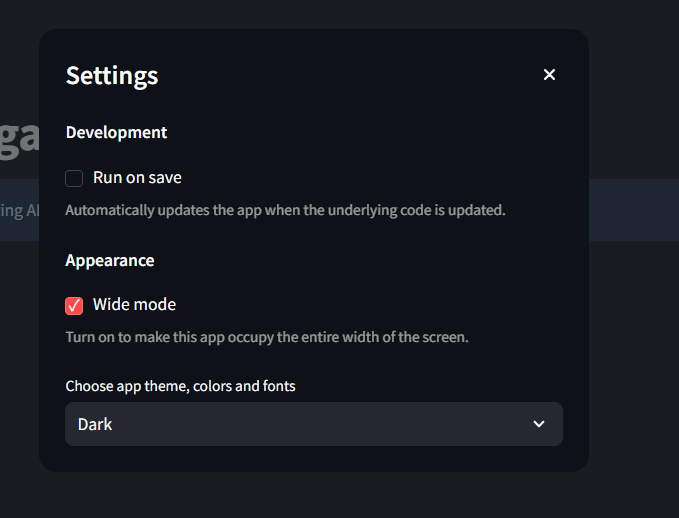 Settings
Development
Run on save
Automatically updates the app when the underlying code is updated.
Appearance
Wide mode
Turn on to make this app occupy the entire width of the screen.
Choose app theme, colors and fonts
Dark
ga
ing AI